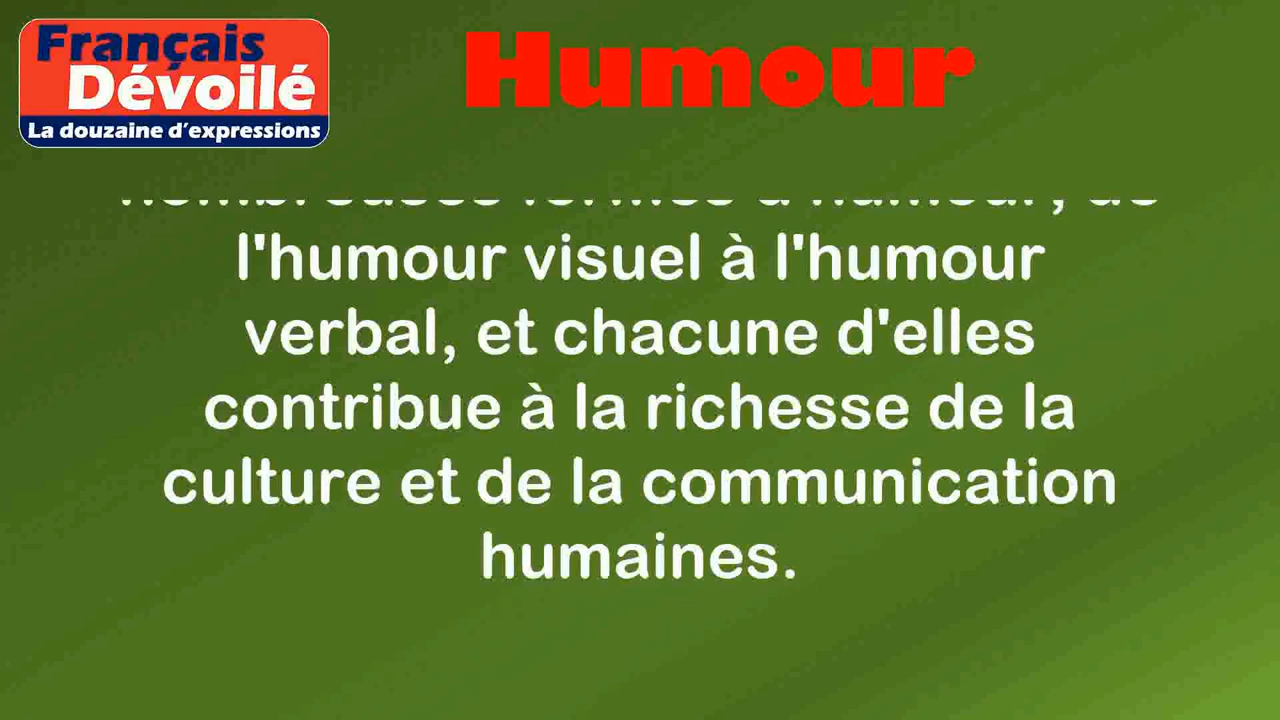 Français
Dévoilé
La douzaine d'expressions
Humour
l'humour visuel à l'humour
verbal, et chacune d'elles
contribue à la richesse de la
culture et de la communication
humaines.